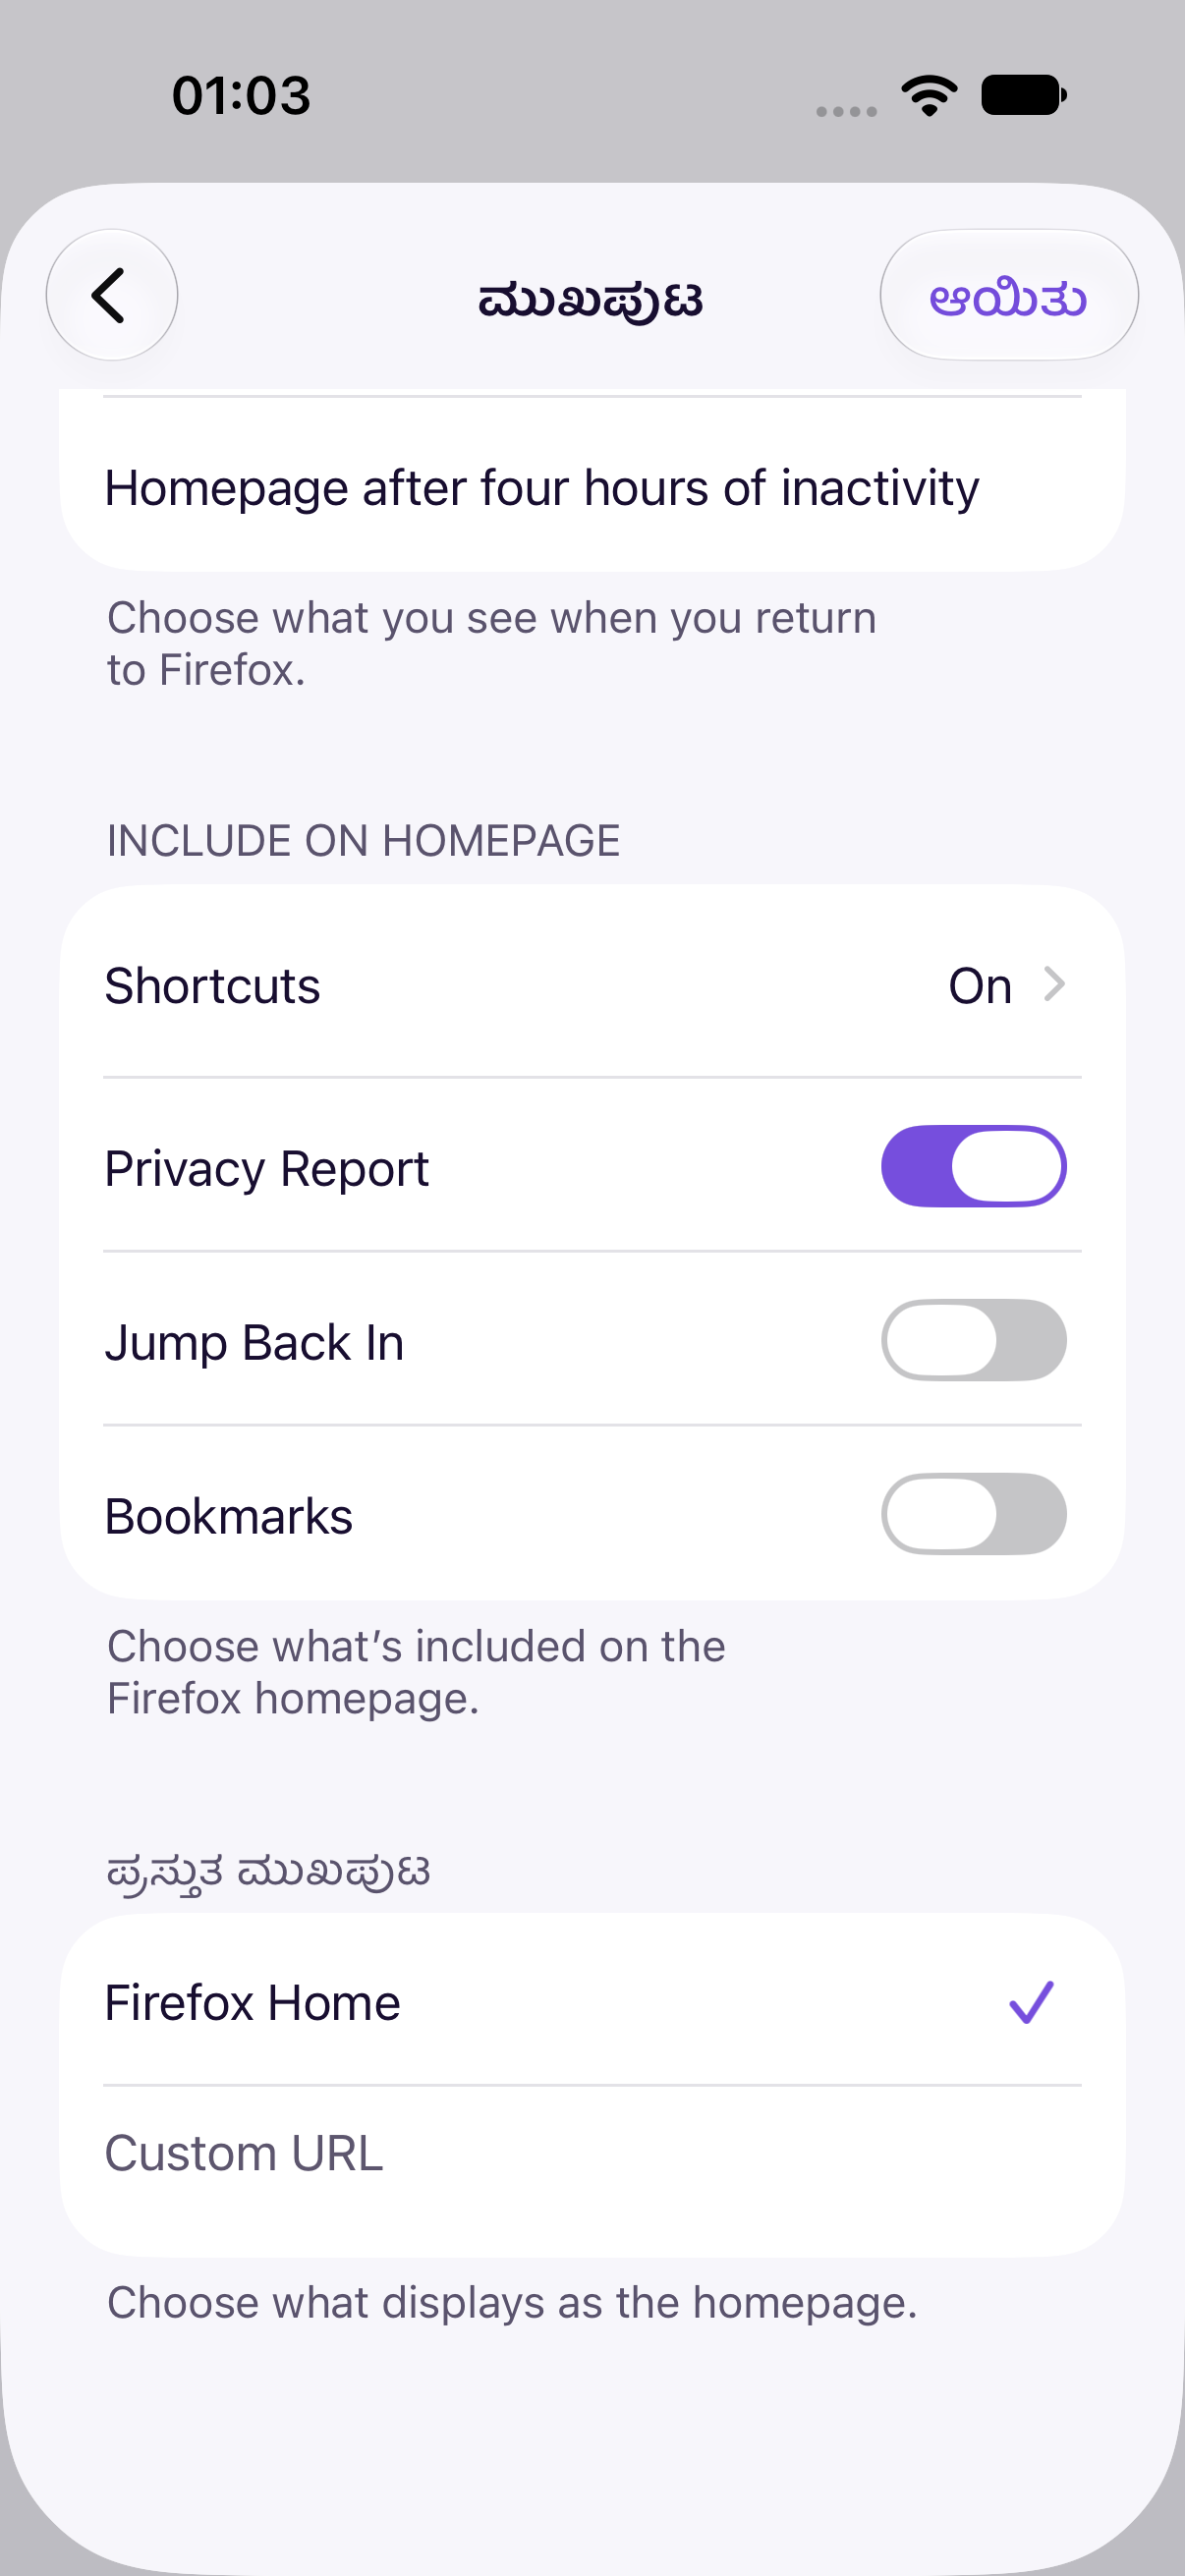 01:03
ಮುಖಪುಟ
ಆಯಿತು
Homepage after four hours of inactivity
Choose what you see when you return
to Firefox.
INCLUDE ON HOMEPAGE
Shortcuts On
Privacy Report
Jump Back In
Bookmarks
Choose what’s included on the
Firefox homepage.
ಪ್ರಸ್ತುತ ಮುಖಪುಟ
Firefox Home
Custom URL
Choose what displays as the homepage.